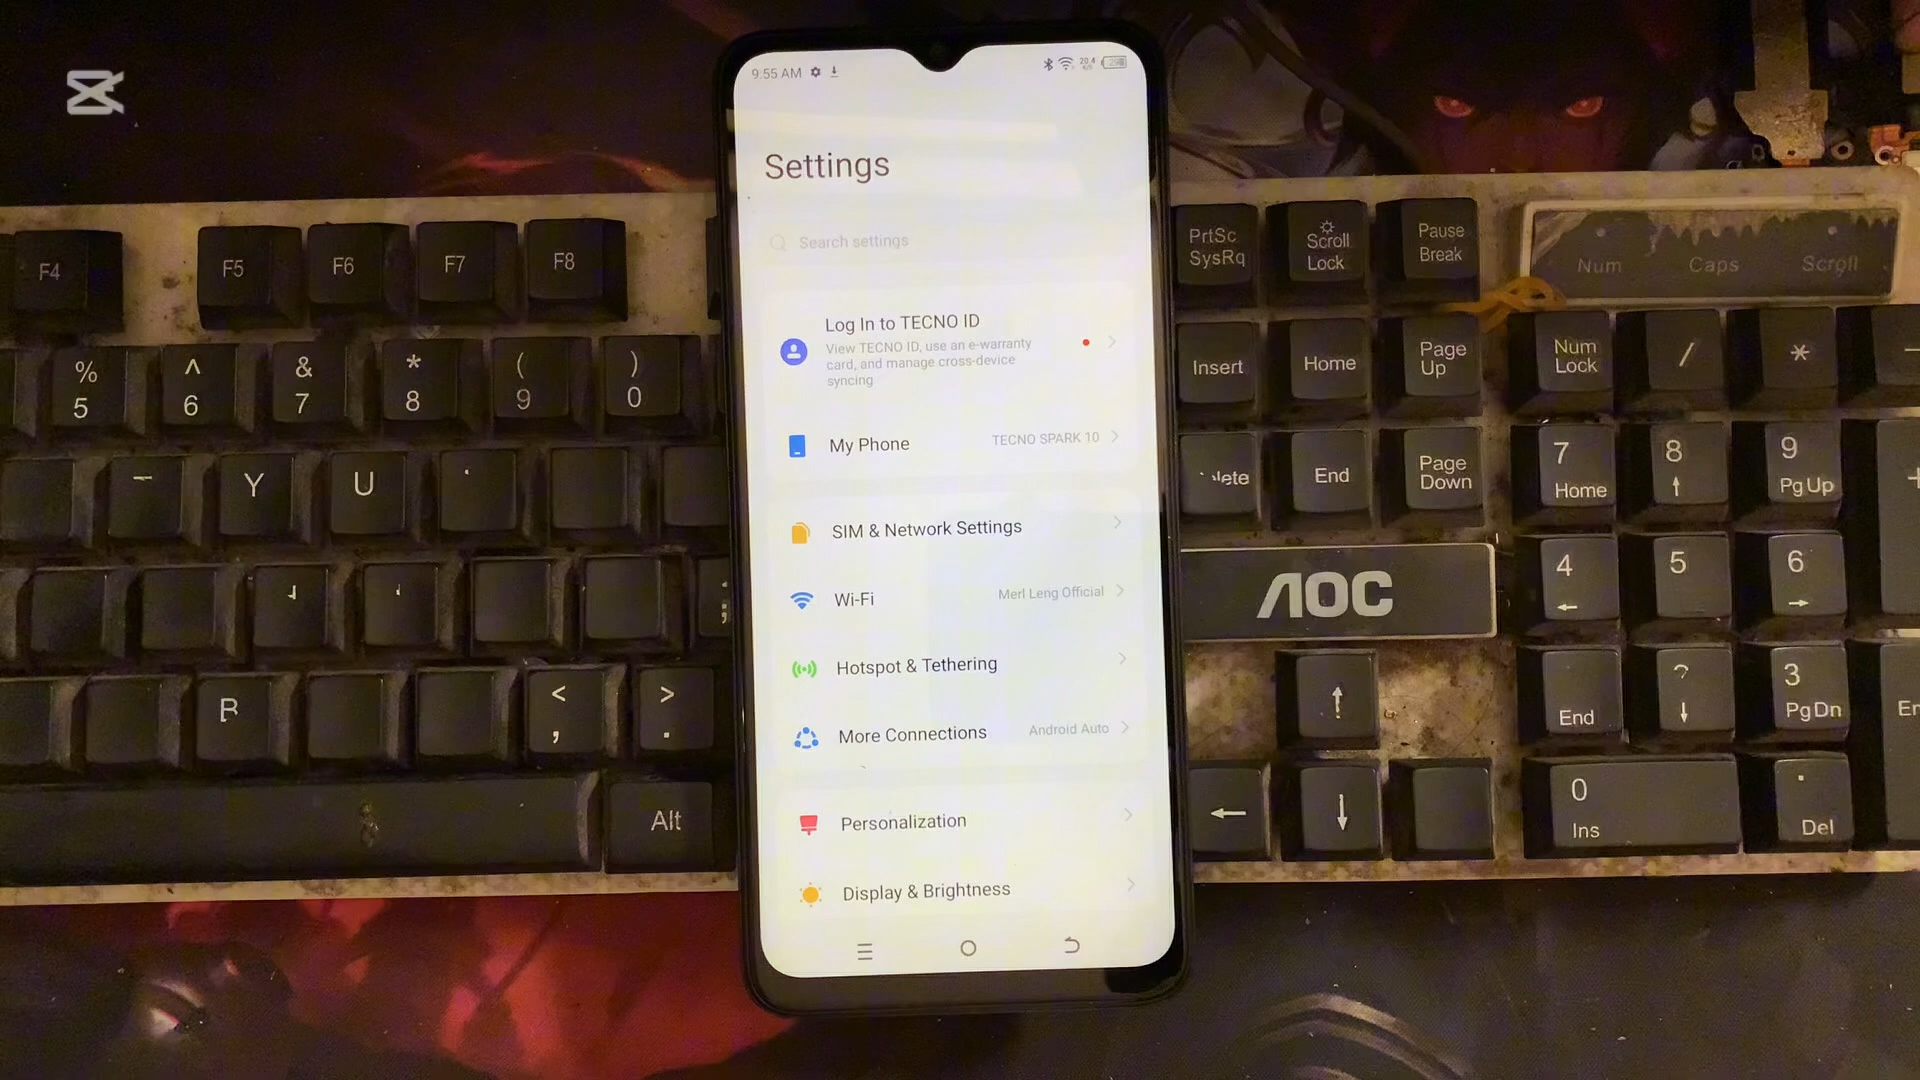 9:55 AM
20.4
Settings
Search settings
Log In to TECNO ID
View TECNO ID, use an e-warranty
card, and manage cross-device
syncing
My Phone
TECNO SPARK 10
SIM & Network Settings
Wi-Fi
Merl Leng Official
Hotspot & Tethering
More Connections
Android Auto
Personalization
Display & Brightness
F4
F5
F6
F7
F8
PrtSc
SysRq
Scroll
Lock
Pause
Break
Num
Caps
Scroll
%
5
^
6
&
7
*
8
(
9
)
0
Insert
Home
Page
Up
Num
Lock
/
*
Y
U
End
Page
Down
7
Home
8
↑
9
PgUp
+
AOC
4
←
5
6
→
<
,
>
.
↑
End
↓
3
PgDn
Alt
←
↓
0
Ins
.
Del